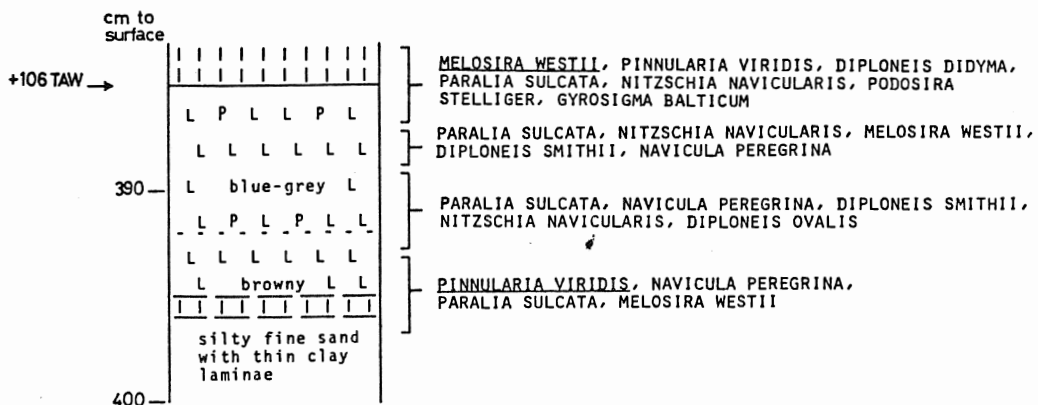 cm to
surface
+106 TAW
MELOSIRA WESTII, PINNULARIA VIRIDIS, DIPLONEIS DIDYMA,
PARALIA SULCATA, NITZSCHIA NAVICULARIS, PODOSIRA
STELLIGER, GYROSIGMA BALTICUM
L P L L P L
PARALIA SULCATA, NITZSCHIA NAVICULARIS, MELOSIRA WESTII,
DIPLONEIS SMITHII, NAVICULA PEREGRINA
L L L L L L
390
L blue-grey L
PARALIA SULCATA, NAVICULA PEREGRINA, DIPLONEIS SMITHII,
NITZSCHIA NAVICULARIS, DIPLONEIS OVALIS
L P L P L L
L L L L L L
L browny L L
PINNULARIA VIRIDIS, NAVICULA PEREGRINA,
PARALIA SULCATA, MELOSIRA WESTII
silty fine sand
with thin clay
laminae
400